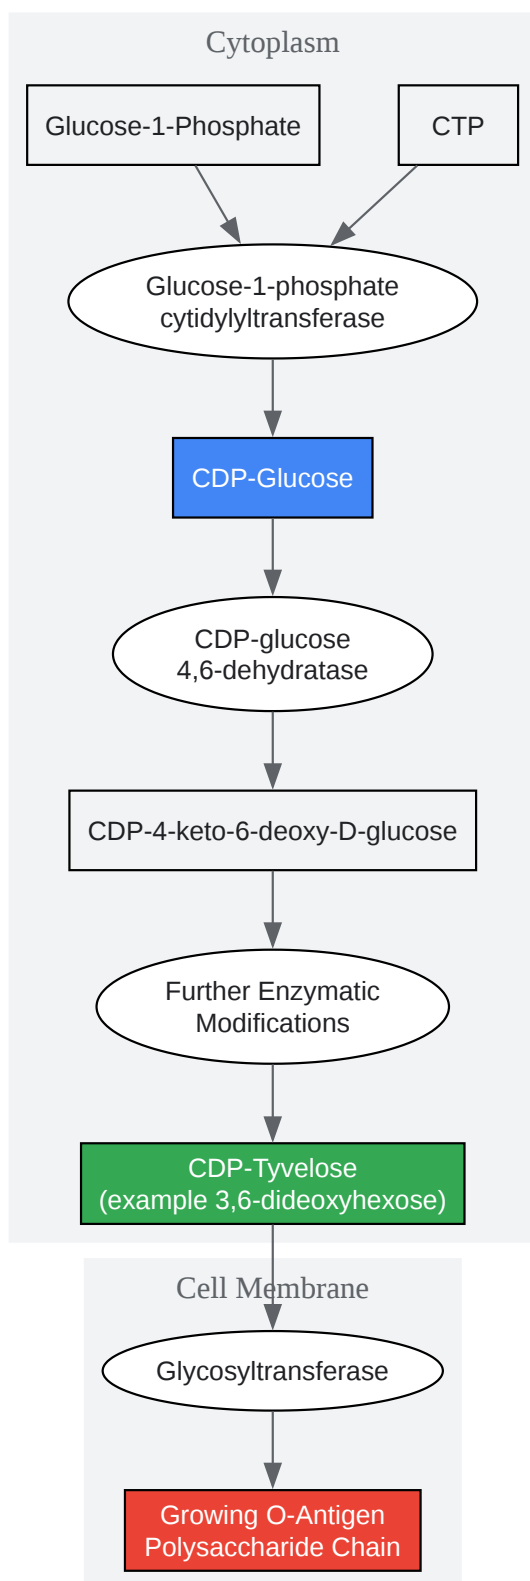 Cytoplasm
Glucose-1-Phosphate
CTP
Glucose-1-phosphate
cytidylyltransferase
CDP-Glucose
CDP-glucose
4,6-dehydratase
CDP-4-keto-6-deoxy-D-glucose
Further Enzymatic
Modifications
CDP-Tyvelose
(example 3,6-dideoxyhexose)
Cell Membrane
Glycosyltransferase
Growing O-Antigen
Polysaccharide Chain